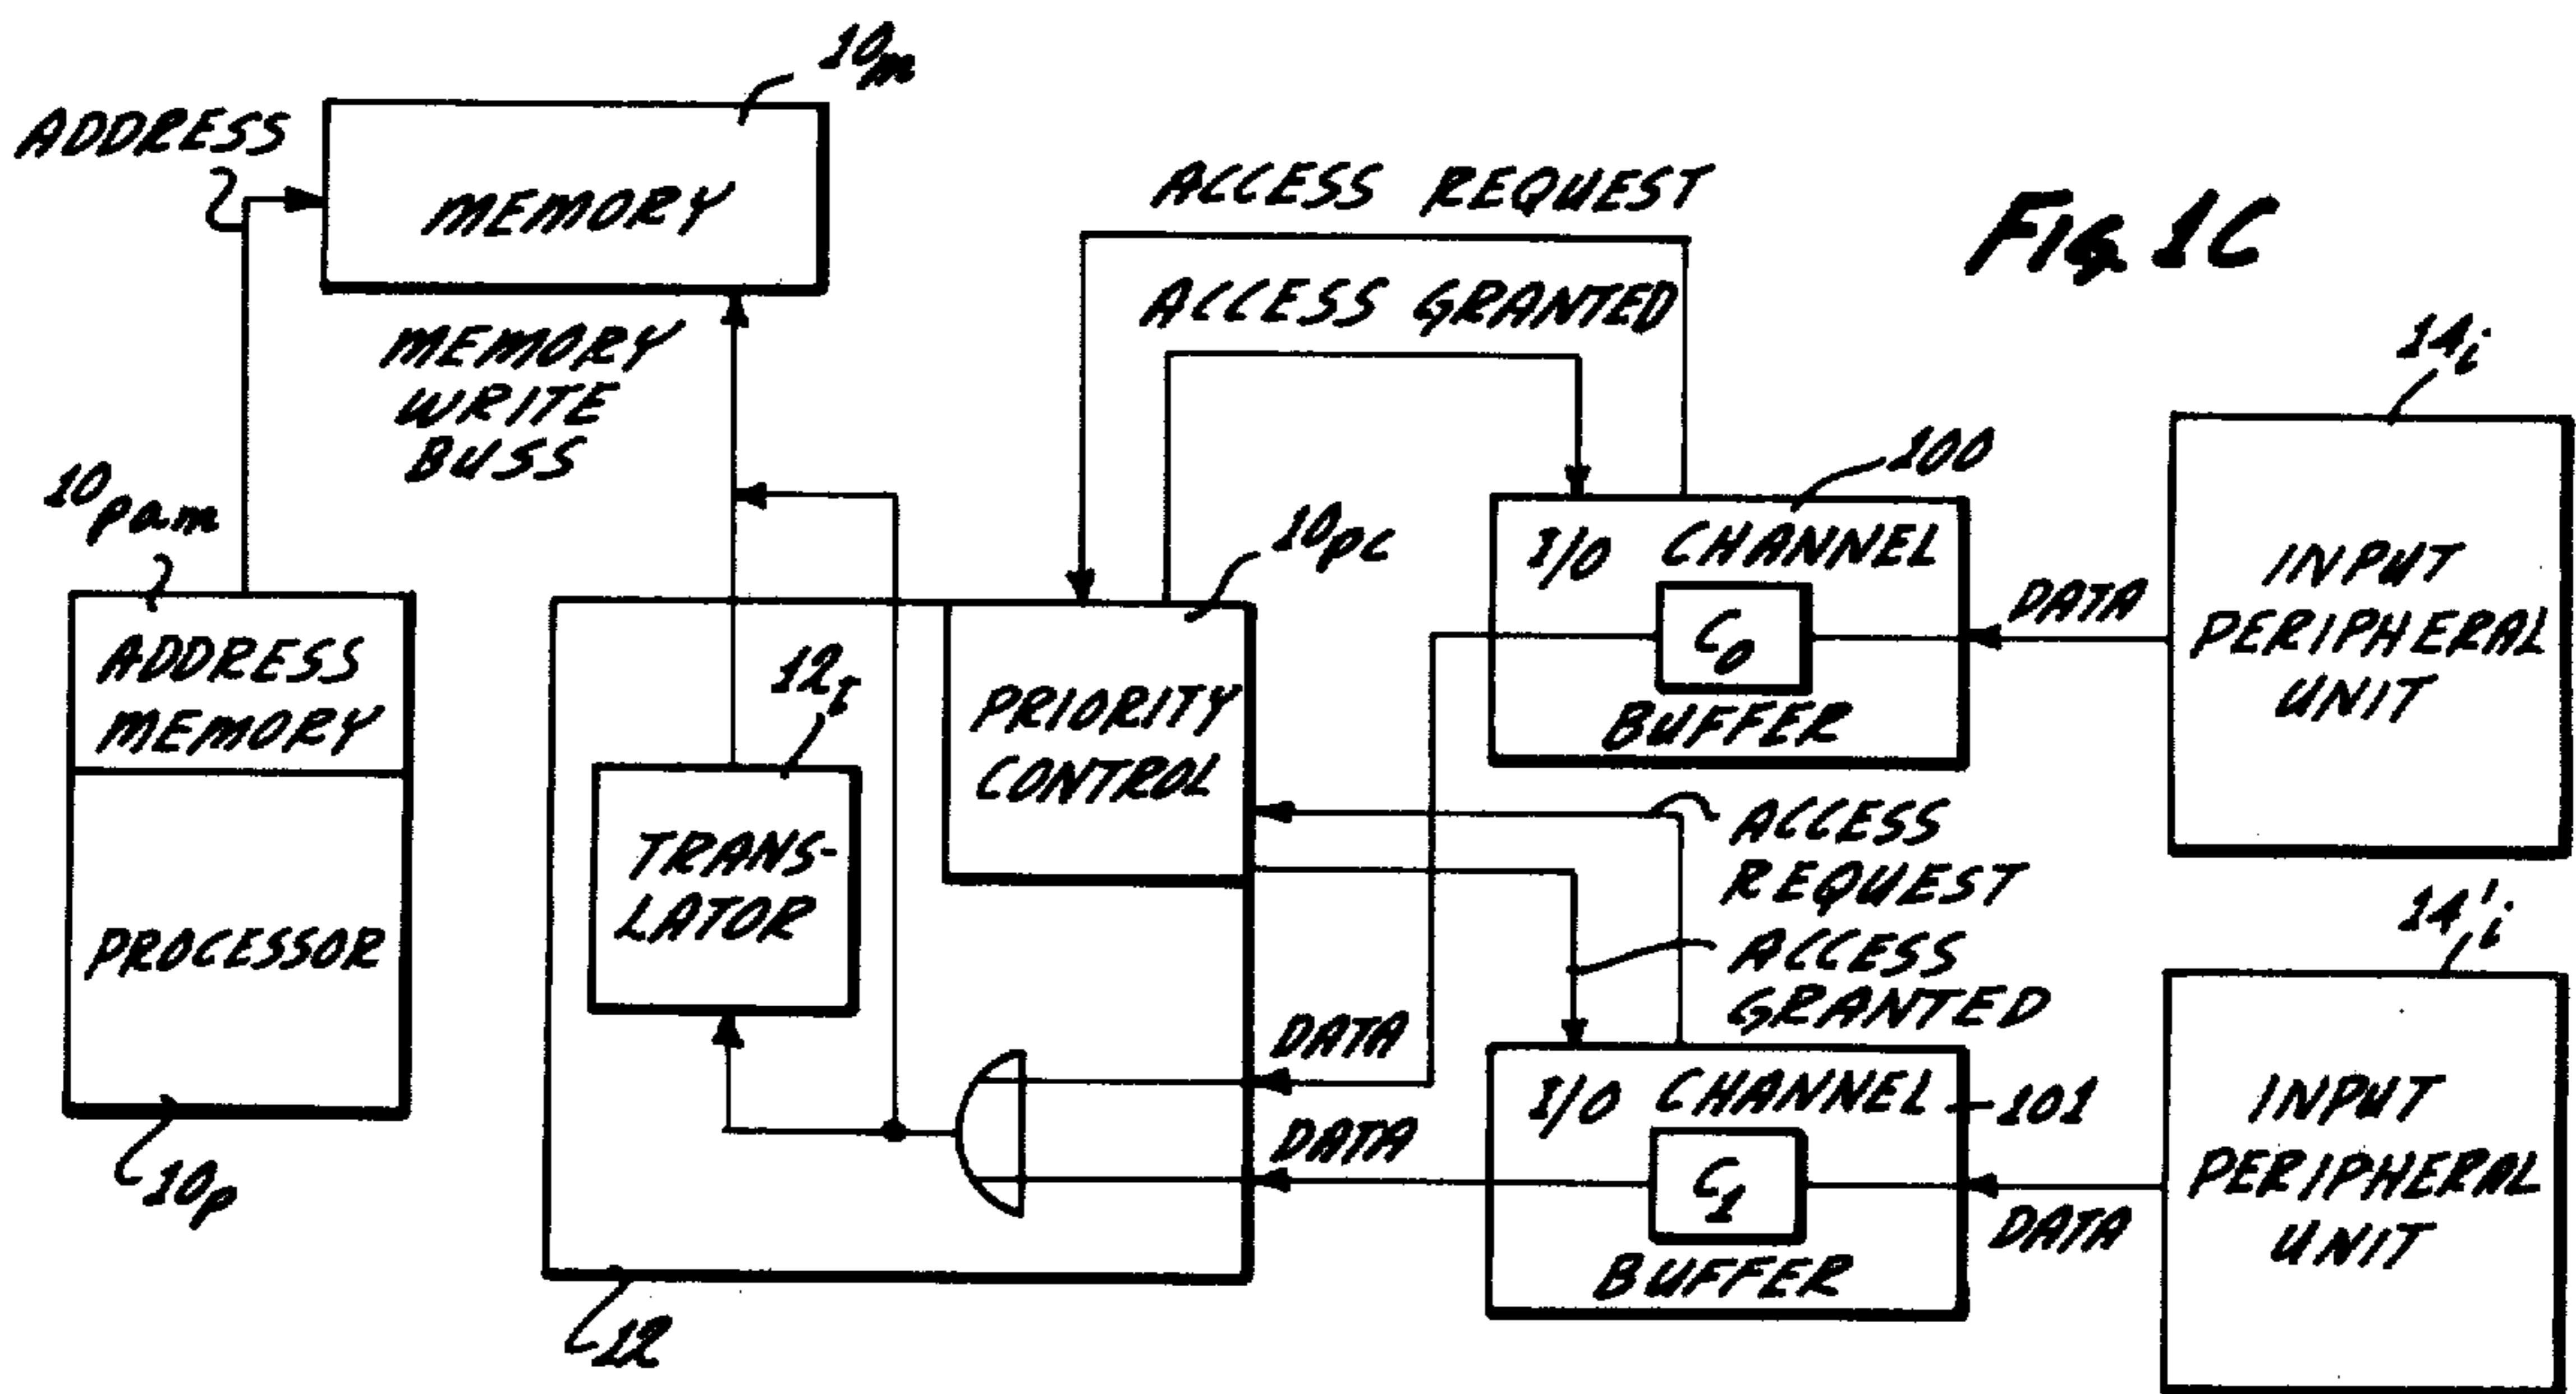 Fig. 1C
10m
ADDRESS
MEMORY
ACCESS REQUEST
ACCESS GRANTED
MEMORY
WRITE
BUSS
14i
100
10pam
10pc
I/O CHANNEL
C0
BUFFER
DATA
INPUT
PERIPHERAL
UNIT
ADDRESS
MEMORY
PROCESSOR
10p
12t
PRIORITY
CONTROL
TRANS-
LATOR
ACCESS
REQUEST
ACCESS
GRANTED
14'i
DATA
DATA
I/O CHANNEL
101
C1
BUFFER
DATA
INPUT
PERIPHERAL
UNIT
12